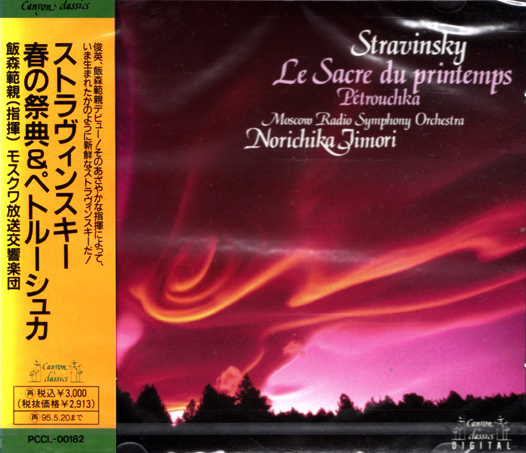 Canyon classics
俊英、飯森範親デビュー!そのあざやかな指揮によって、
いま生まれたかのように新鮮なストラヴィンスキーだ!
ストラヴィンスキー
春の祭典&ペトルーシュカ
飯森範親(指揮) モスクワ放送交響楽団
Canyon
classics
再 税込¥3,000
(税抜価格¥2,913)
再 95.5.20まで
PCCL-00182
Stravinsky
Le Sacre du printemps
Pétrouchka
Moscow Radio Symphony Orchestra
Norichika Jimori
Canyon
classics
DIGITAL